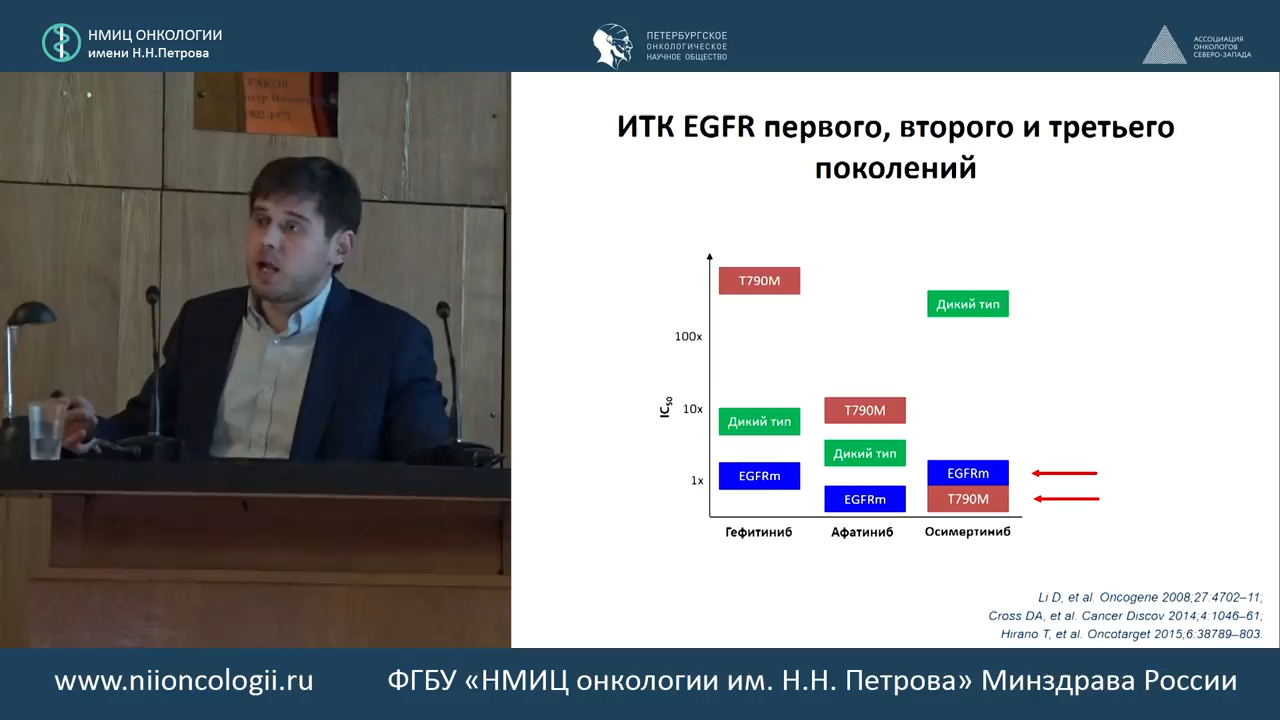 НМИЦ ОНКОЛОГИИ
имени Н.Н.Петрова
ПЕТЕРБУРГСКОЕ
ОНКОЛОГИЧЕСКОЕ
НАУЧНОЕ ОБЩЕСТВО
АССОЦИАЦИЯ
ОНКОЛОГОВ
СЕВЕРО-ЗАПАДА
РАКОВ
1902-1972
ИТК EGFR первого, второго и третьего
поколений
T790M
Дикий тип
100x
T790M
IC50
10x
Дикий тип
Дикий тип
EGFRm
EGFRm
1x
EGFRm
T790M
Гефитиниб
Афатиниб
Осимертиниб
Li D, et al. Oncogene 2008;27:4702–11;
Cross DA, et al. Cancer Discov 2014;4:1046–61;
Hirano T, et al. Oncotarget 2015;6:38789–803.
www.niioncologii.ru
ФГБУ «НМИЦ онкологии им. Н.Н. Петрова» Минздрава России